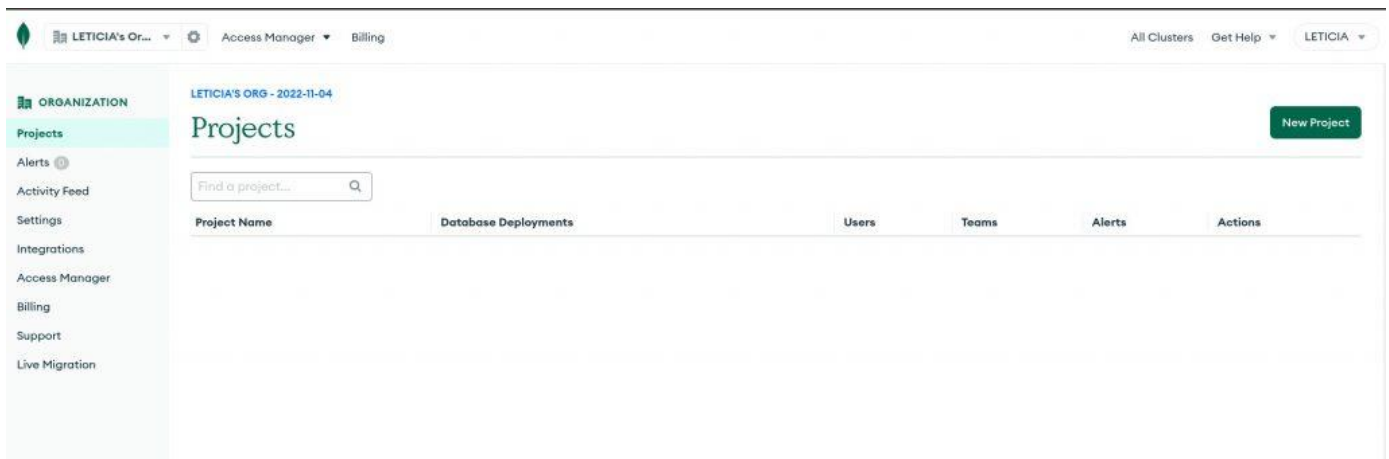 LETICIA's Or... Access Manager Billing All Clusters Get Help LETICIA
ORGANIZATION
Projects
Alerts 0
Activity Feed
Settings
Integrations
Access Manager
Billing
Support
Live Migration
LETICIA'S ORG - 2022-11-04
Projects
New Project
Find a project...
Project Name Database Deployments Users Teams Alerts Actions